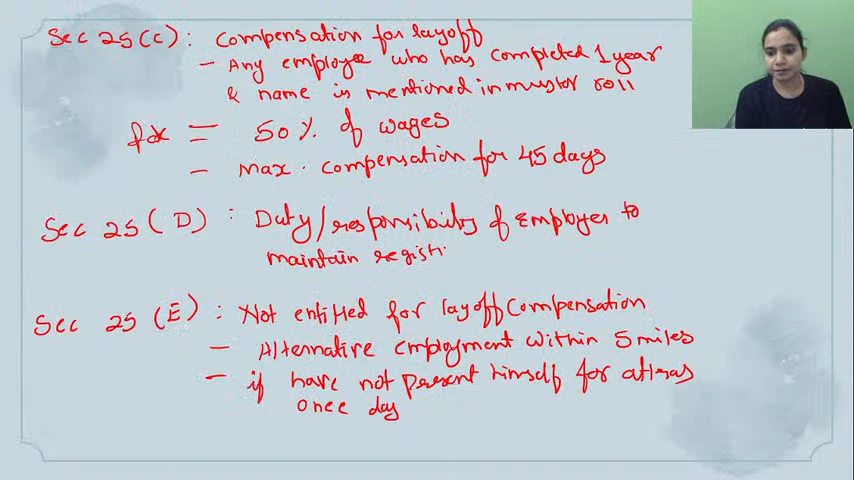 Sec 25(C): Compensation for layoff
- Any employee who has completed 1 year
& name is mentioned in muster roll
= 50% of wages
- max. compensation for 45 days
Sec 25 (D) : Duty/responsibility of Employer to
maintain regist.
Sec 25 (E) : Not entitled for layoff Compensation
- Alternative employment within 5 miles
- if have not present himself for atleas
once day